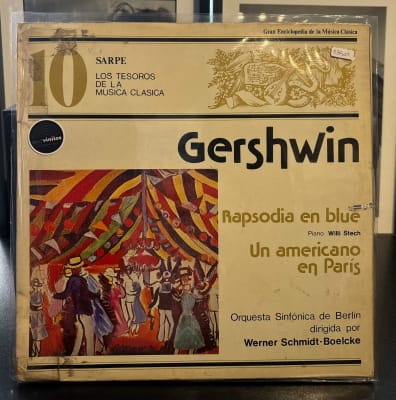 Gran Enciclopedia de la Música Clásica
10
SARPE
LOS TESOROS
DE LA
MUSICA CLASICA
vinilos
Gershwin
Rapsodia en blue
Piano Willi Stech
Un americano
en París
Orquesta Sinfónica de Berlín
dirigida por
Werner Schmidt-Boelcke